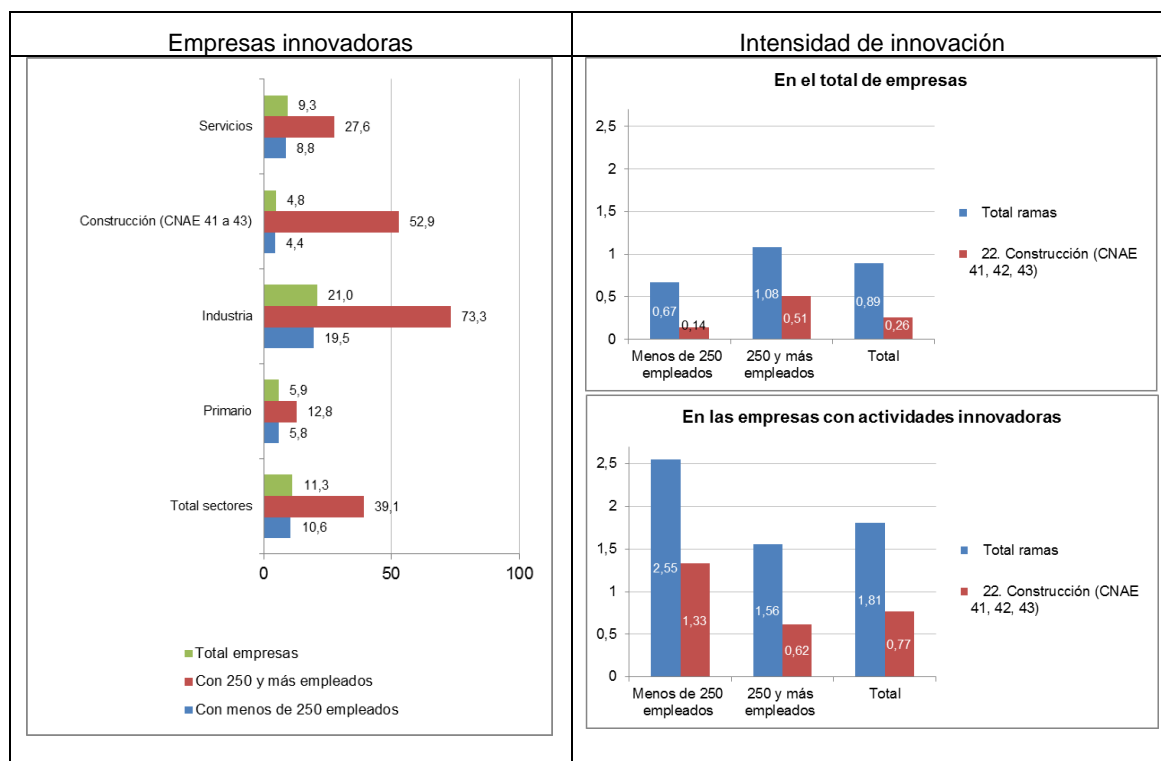 Empresas innovadoras
Servicios
9,3
27,6
8,8
Construcción (CNAE 41 a 43)
4,8
52,9
4,4
Industria
21,0
73,3
19,5
Primario
5,9
12,8
5,8
Total sectores
11,3
39,1
10,6
0
50
100
Total empresas
Con 250 y más empleados
Con menos de 250 empleados
Intensidad de innovación
En el total de empresas
2,5
2
1,5
1
0,5
0
0,67
0,14
1,08
0,51
0,89
0,26
Menos de 250
empleados
250 y más
empleados
Total
Total ramas
22. Construcción (CNAE
41, 42, 43)
En las empresas con actividades innovadoras
2,5
2
1,5
1
0,5
0
2,55
1,33
1,56
0,62
1,81
0,77
Menos de 250
empleados
250 y más
empleados
Total
Total ramas
22. Construcción (CNAE
41, 42, 43)